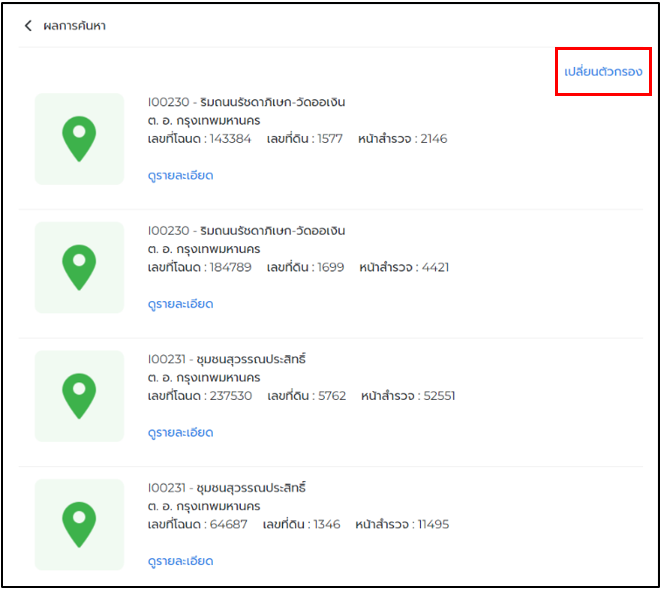 ผลการค้นหา
เปลี่ยนตัวกรอง
I00230 - ริมถนนรัชดาภิเษก-วัดออเงิน
ต. อ. กรุงเทพมหานคร
เลขที่โฉนด : 143384 เลขที่ดิน : 1577 หน้าสำรวจ : 2146
ดูรายละเอียด
I00230 - ริมถนนรัชดาภิเษก-วัดออเงิน
ต. อ. กรุงเทพมหานคร
เลขที่โฉนด : 184789 เลขที่ดิน : 1699 หน้าสำรวจ : 4421
ดูรายละเอียด
I00231 - ชุมชนสุวรรณประสิทธิ์
ต. อ. กรุงเทพมหานคร
เลขที่โฉนด : 237530 เลขที่ดิน : 5762 หน้าสำรวจ : 52551
ดูรายละเอียด
I00231 - ชุมชนสุวรรณประสิทธิ์
ต. อ. กรุงเทพมหานคร
เลขที่โฉนด : 64687 เลขที่ดิน : 1346 หน้าสำรวจ : 11495
ดูรายละเอียด